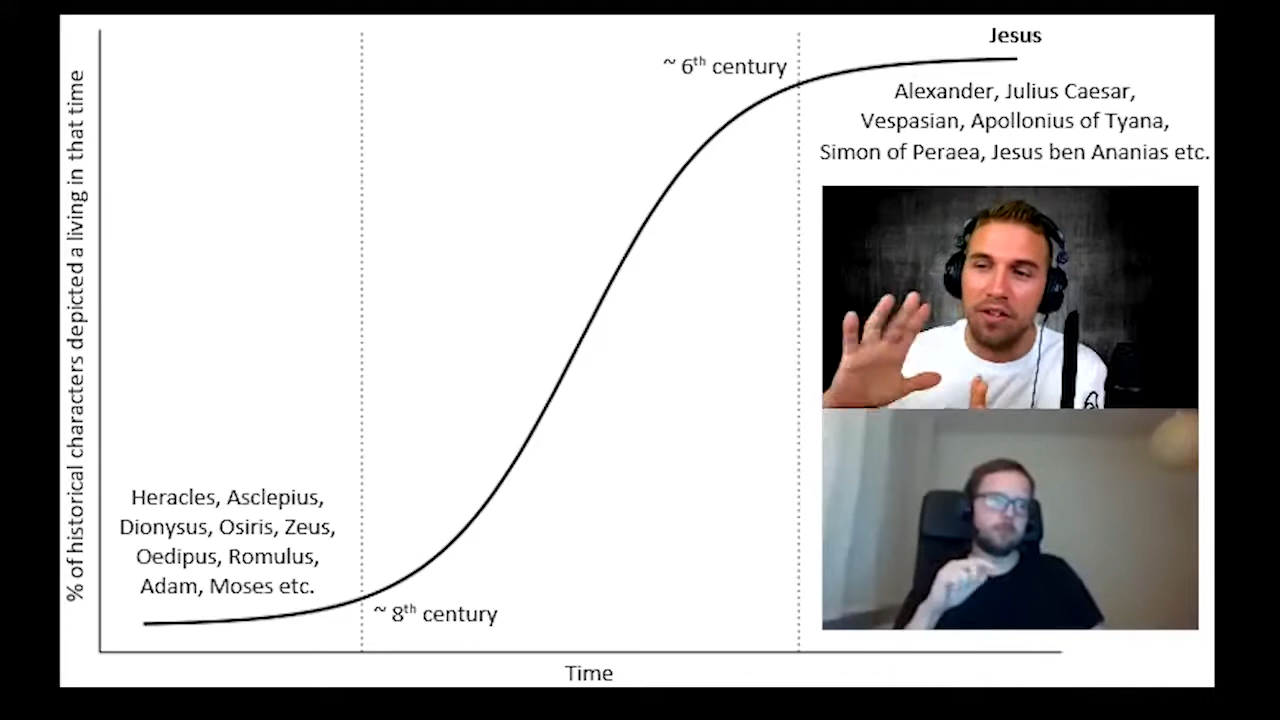 % of historical characters depicted a living in that time
Jesus
~ 6th century
Alexander, Julius Caesar,
Vespasian, Apollonius of Tyana,
Simon of Peraea, Jesus ben Ananias etc.
Heracles, Asclepius,
Dionysus, Osiris, Zeus,
Oedipus, Romulus,
Adam, Moses etc.
~ 8th century
Time